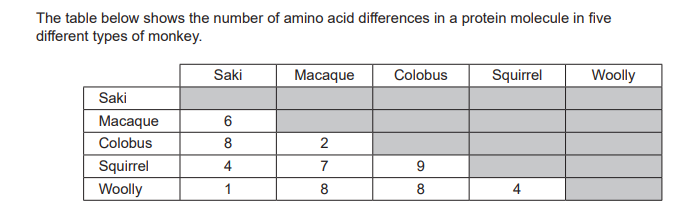 The table below shows the number of amino acid differences in a protein molecule in five
different types of monkey.
Saki Macaque Colobus Squirrel Woolly
Saki
Macaque 6
Colobus 8 2
Squirrel 4 7 9
Woolly 1 8 8 4